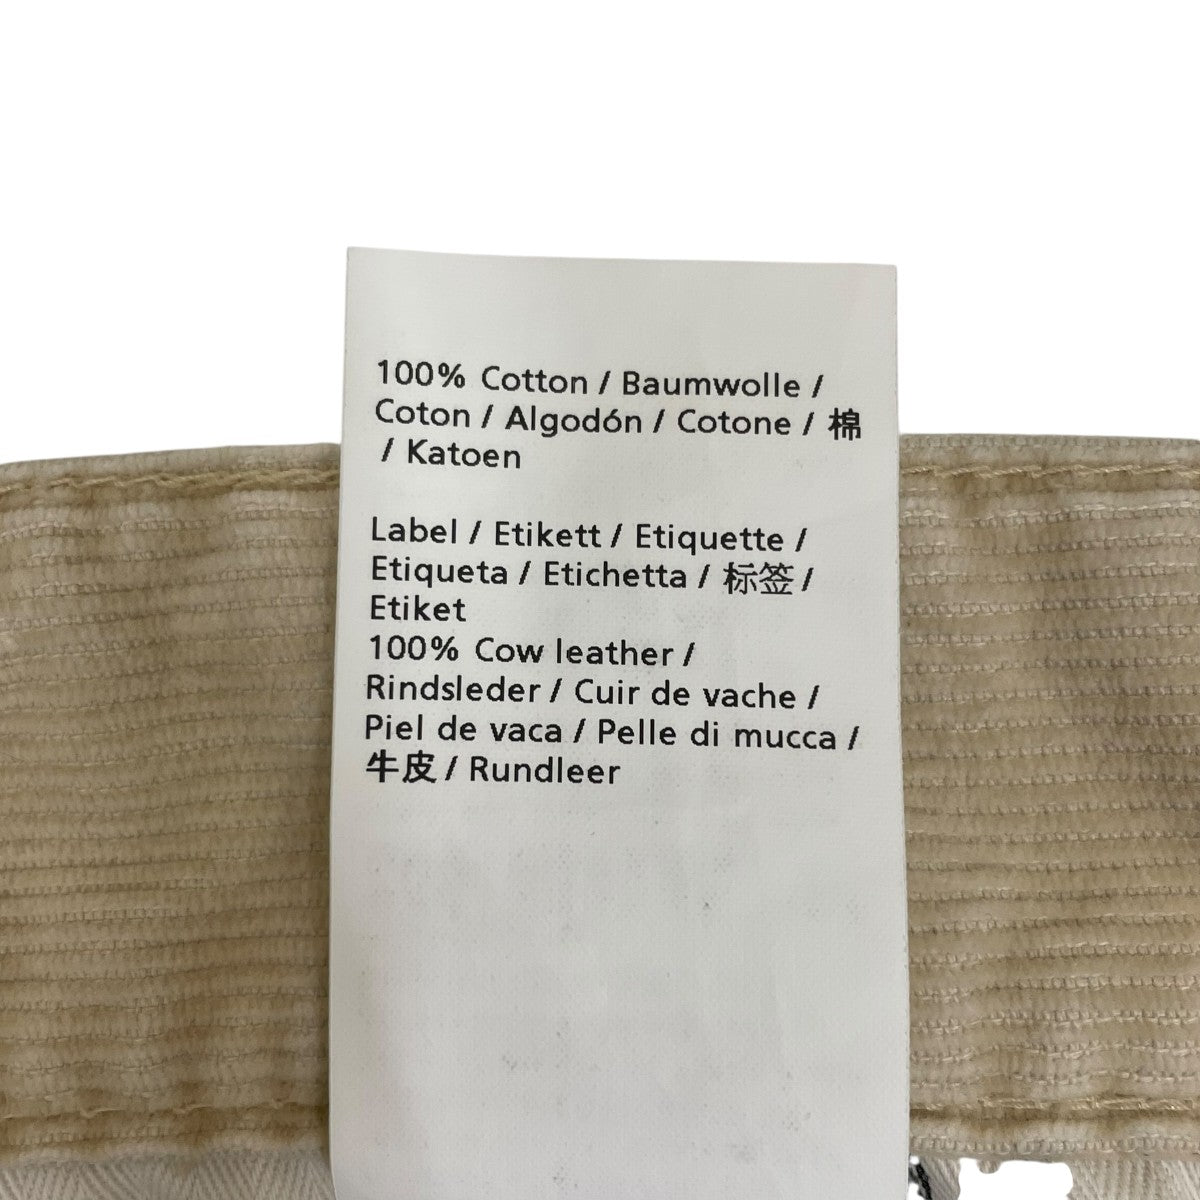 100% Cotton / Baumwolle /
Coton / Algodón / Cotone / 棉
/ Katoen
Label / Etikett / Etiquette /
Etiqueta / Etichetta / 标签 /
Etiket
100% Cow leather /
Rindsleder / Cuir de vache /
Piel de vaca / Pelle di mucca /
牛皮 / Rundleer